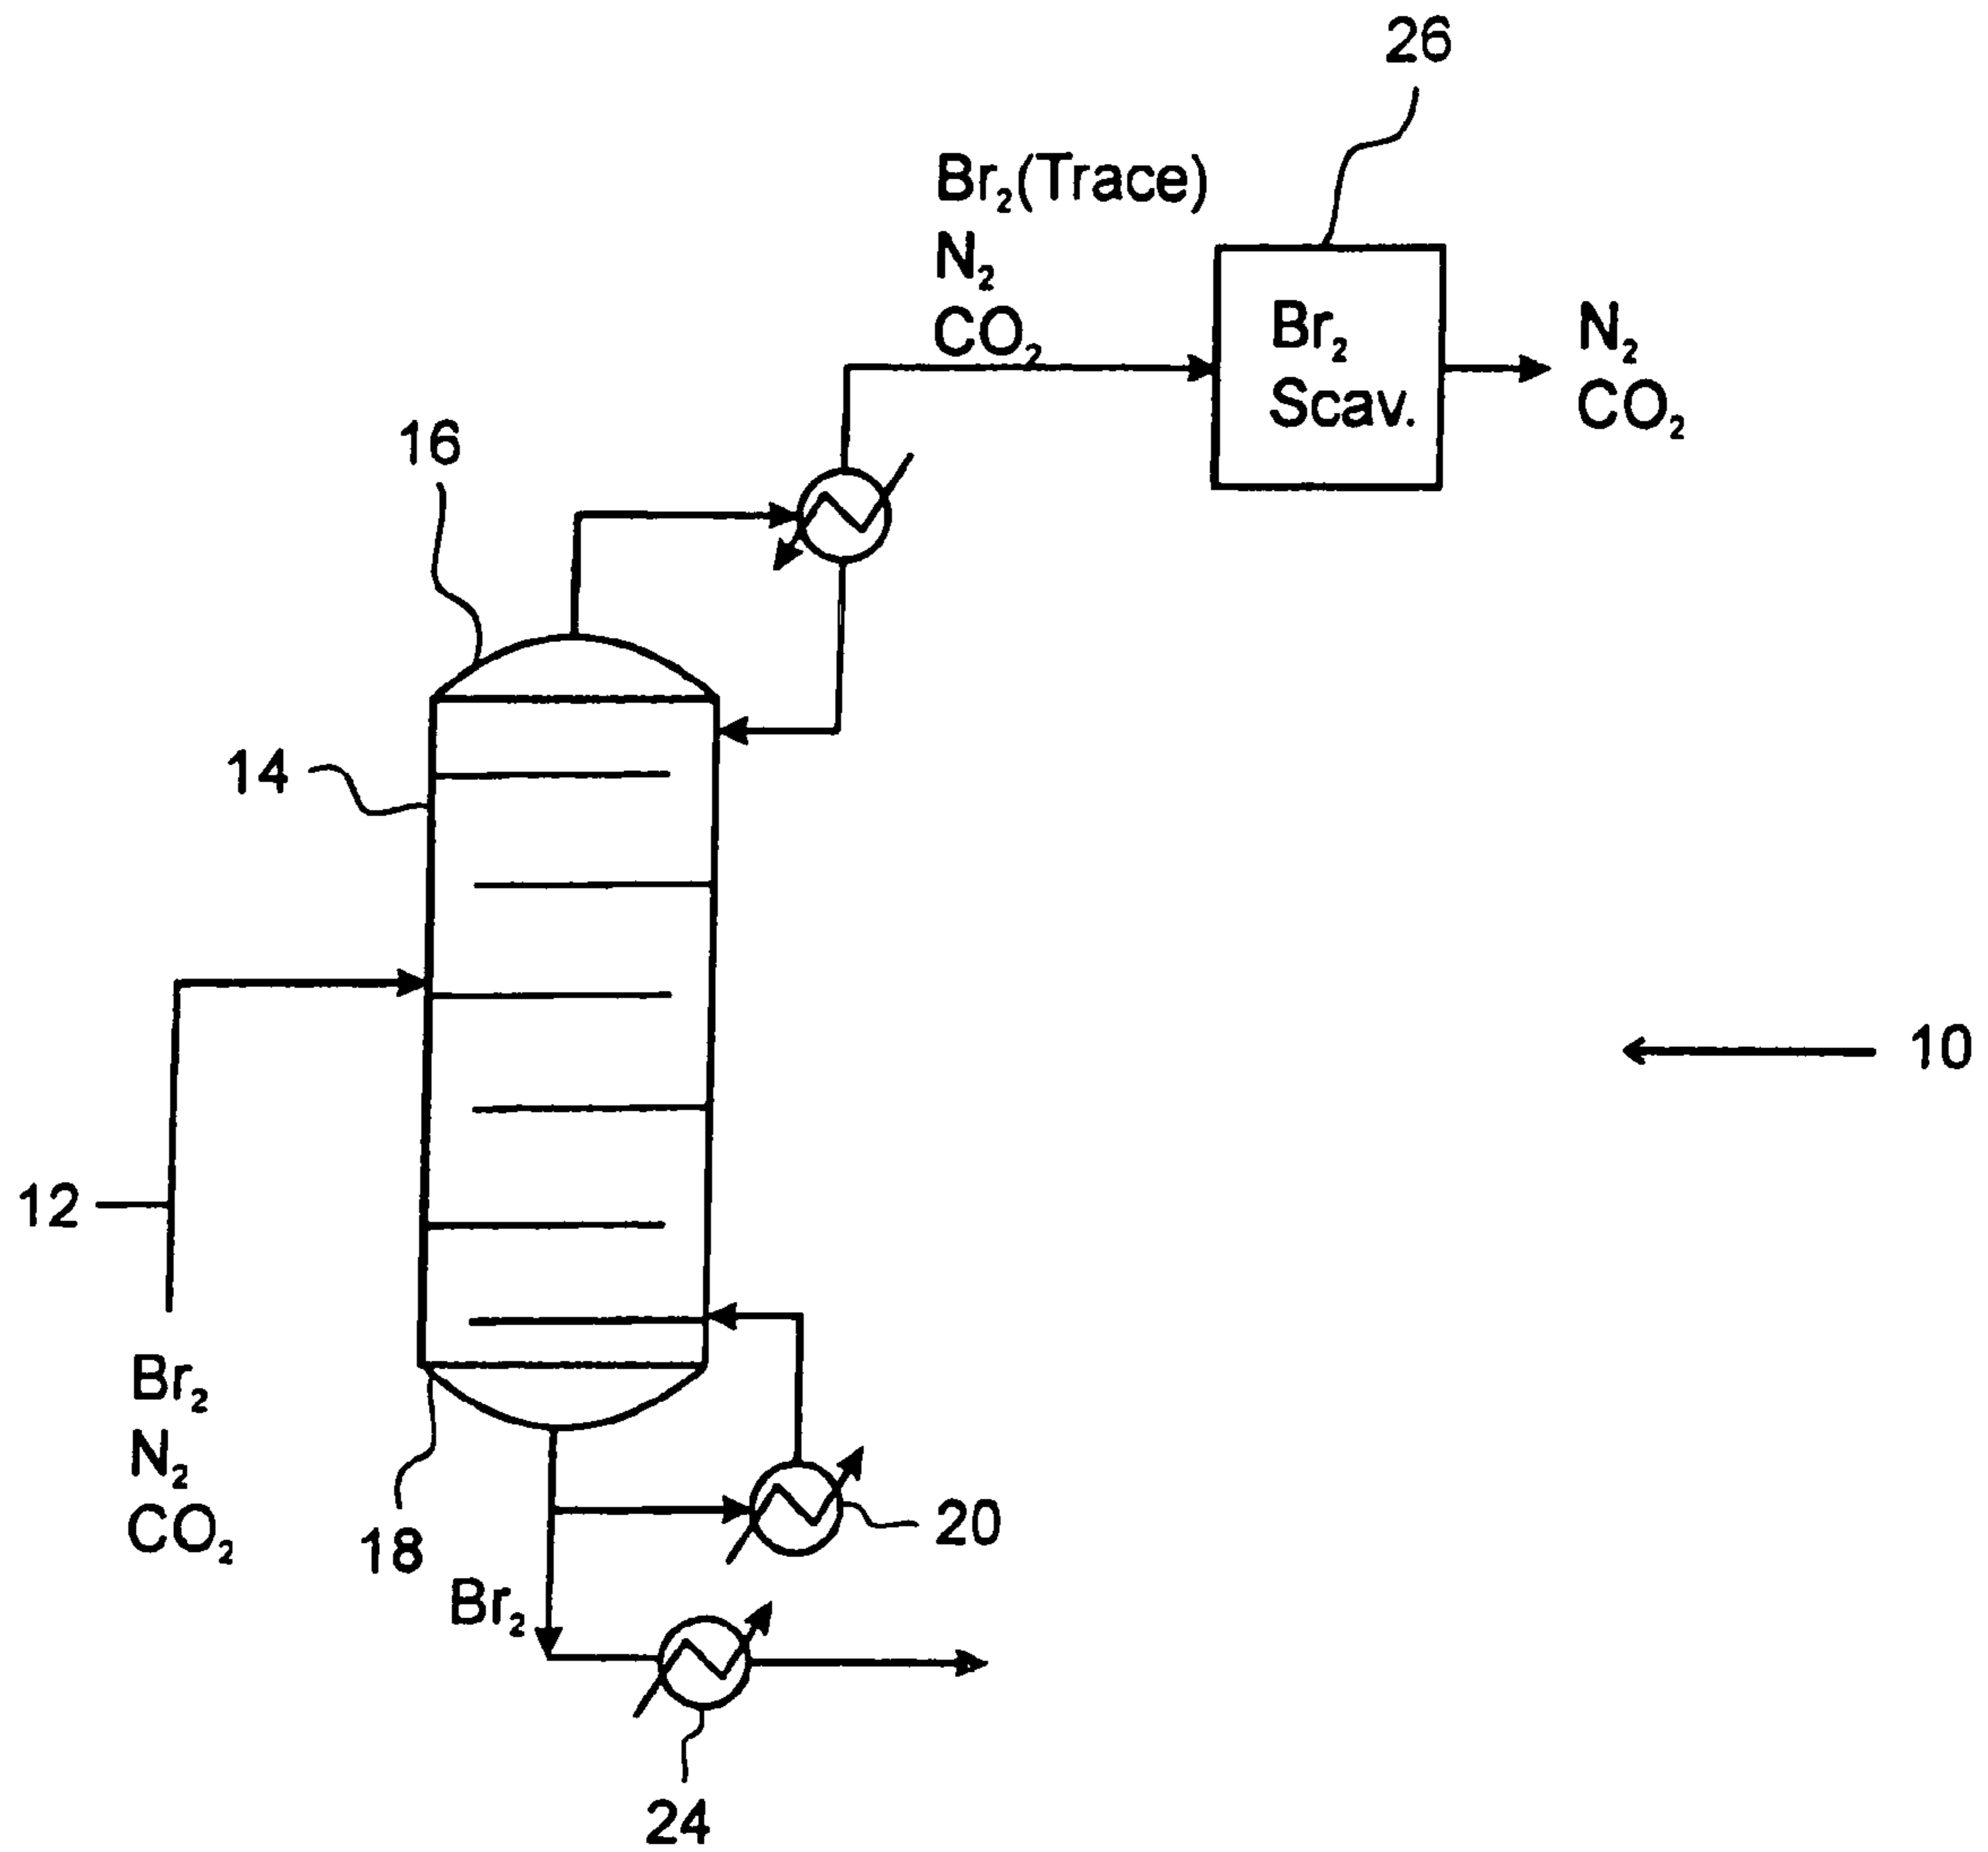 26
Br₂(Trace)
N₂
CO₂
Br₂
Scav.
N₂
CO₂
16
14
10
12
Br₂
N₂
CO₂
18
20
Br₂
24